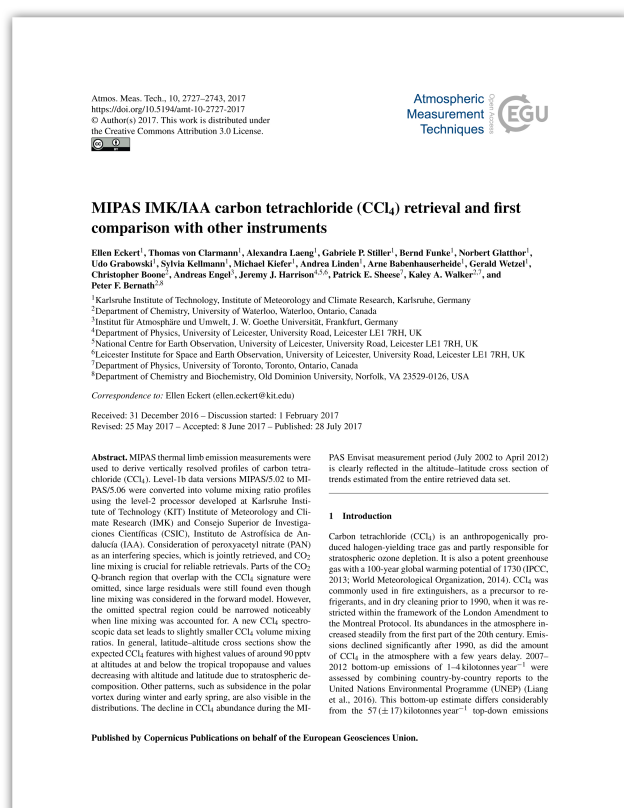 Atmos. Meas. Tech., 10, 2727–2743, 2017
https://doi.org/10.5194/amt-10-2727-2017
© Author(s) 2017. This work is distributed under
the Creative Commons Attribution 3.0 License.
Atmospheric
Measurement
Techniques
Open Access
EGU
MIPAS IMK/IAA carbon tetrachloride (CCl4) retrieval and first
comparison with other instruments
Ellen Eckert1, Thomas von Clarmann1, Alexandra Laeng1, Gabriele P. Stiller1, Bernd Funke1, Norbert Glatthor1,
Udo Grabowski1, Sylvia Kellmann1, Michael Kiefer1, Andrea Linden1, Arne Babenhauserheide1, Gerald Wetzel1,
Christopher Boone2, Andreas Engel3, Jeremy J. Harrison4,5,6, Patrick E. Sheese7, Kaley A. Walker2,7, and
Peter F. Bernath2,8
1Karlsruhe Institute of Technology, Institute of Meteorology and Climate Research, Karlsruhe, Germany
2Department of Chemistry, University of Waterloo, Waterloo, Ontario, Canada
3Institut für Atmosphäre und Umwelt, J. W. Goethe Universität, Frankfurt, Germany
4Department of Physics, University of Leicester, University Road, Leicester LE1 7RH, UK
5National Centre for Earth Observation, University of Leicester, University Road, Leicester LE1 7RH, UK
6Leicester Institute for Space and Earth Observation, University of Leicester, University Road, Leicester LE1 7RH, UK
7Department of Physics, University of Toronto, Toronto, Ontario, Canada
8Department of Chemistry and Biochemistry, Old Dominion University, Norfolk, VA 23529-0126, USA
Correspondence to: Ellen Eckert (ellen.eckert@kit.edu)
Received: 31 December 2016 – Discussion started: 1 February 2017
Revised: 25 May 2017 – Accepted: 8 June 2017 – Published: 28 July 2017
Abstract. MIPAS thermal limb emission measurements were
used to derive vertically resolved profiles of carbon tetra-
chloride (CCl4). Level-1b data versions MIPAS/5.02 to MI-
PAS/5.06 were converted into volume mixing ratio profiles
using the level-2 processor developed at Karlsruhe Insti-
tute of Technology (KIT) Institute of Meteorology and Cli-
mate Research (IMK) and Consejo Superior de Investiga-
ciones Científicas (CSIC), Instituto de Astrofísica de An-
dalucía (IAA). Consideration of peroxyacetyl nitrate (PAN)
as an interfering species, which is jointly retrieved, and CO2
line mixing is crucial for reliable retrievals. Parts of the CO2
Q-branch region that overlap with the CCl4 signature were
omitted, since large residuals were still found even though
line mixing was considered in the forward model. However,
the omitted spectral region could be narrowed noticeably
when line mixing was accounted for. A new CCl4 spectro-
scopic data set leads to slightly smaller CCl4 volume mixing
ratios. In general, latitude–altitude cross sections show the
expected CCl4 features with highest values of around 90 pptv
at altitudes at and below the tropical tropopause and values
decreasing with altitude and latitude due to stratospheric de-
composition. Other patterns, such as subsidence in the polar
vortex during winter and early spring, are also visible in the
distributions. The decline in CCl4 abundance during the MI-
PAS Envisat measurement period (July 2002 to April 2012)
is clearly reflected in the altitude–latitude cross section of
trends estimated from the entire retrieved data set.
1 Introduction
Carbon tetrachloride (CCl4) is an anthropogenically pro-
duced halogen-yielding trace gas and partly responsible for
stratospheric ozone depletion. It is also a potent greenhouse
gas with a 100-year global warming potential of 1730 (IPCC,
2013; World Meteorological Organization, 2014). CCl4 was
commonly used in fire extinguishers, as a precursor to re-
frigerants, and in dry cleaning prior to 1990, when it was re-
stricted within the framework of the London Amendment to
the Montreal Protocol. Its abundances in the atmosphere in-
creased steadily from the first part of the 20th century. Emis-
sions declined significantly after 1990, as did the amount
of CCl4 in the atmosphere with a few years delay. 2007–
2012 bottom-up emissions of 1–4 kilotonnes year−1 were
assessed by combining country-by-country reports to the
United Nations Environmental Programme (UNEP) (Liang
et al., 2016). This bottom-up estimate differs considerably
from the 57 (± 17) kilotonnes year−1 top-down emissions
Published by Copernicus Publications on behalf of the European Geosciences Union.